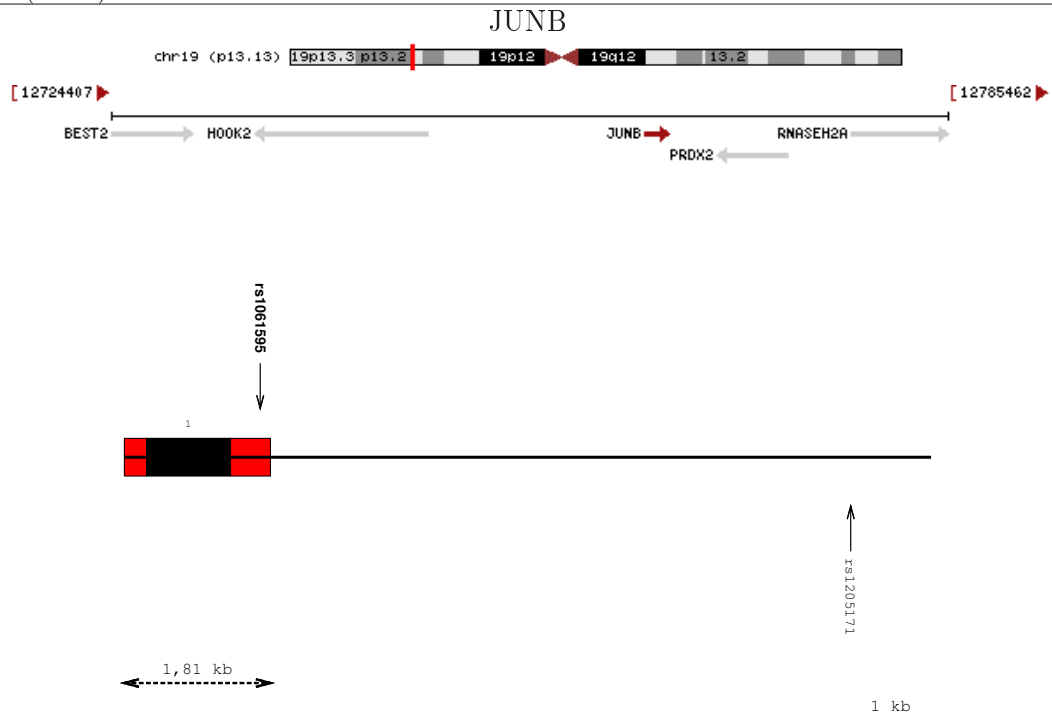 JUNB
chr19 (p13.13) 19p13.3 p13.2 19p12 19q12 13.2
[12724407 [12785462
BEST2 HOOK2 JUNB RNASEH2A
PRDX2
rs1061595
1
rs1205171
1,81 kb
1 kb